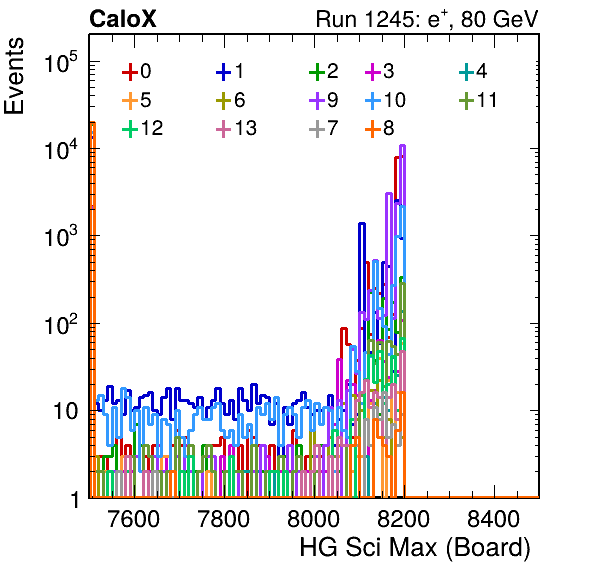 CaloX Run 1245: e⁺, 80 GeV
Events
0 1 2 3 4
5 6 9 10 11
12 13 7 8
10⁵
10⁴
10³
10²
10
1
7600 7800 8000 8200 8400
HG Sci Max (Board)